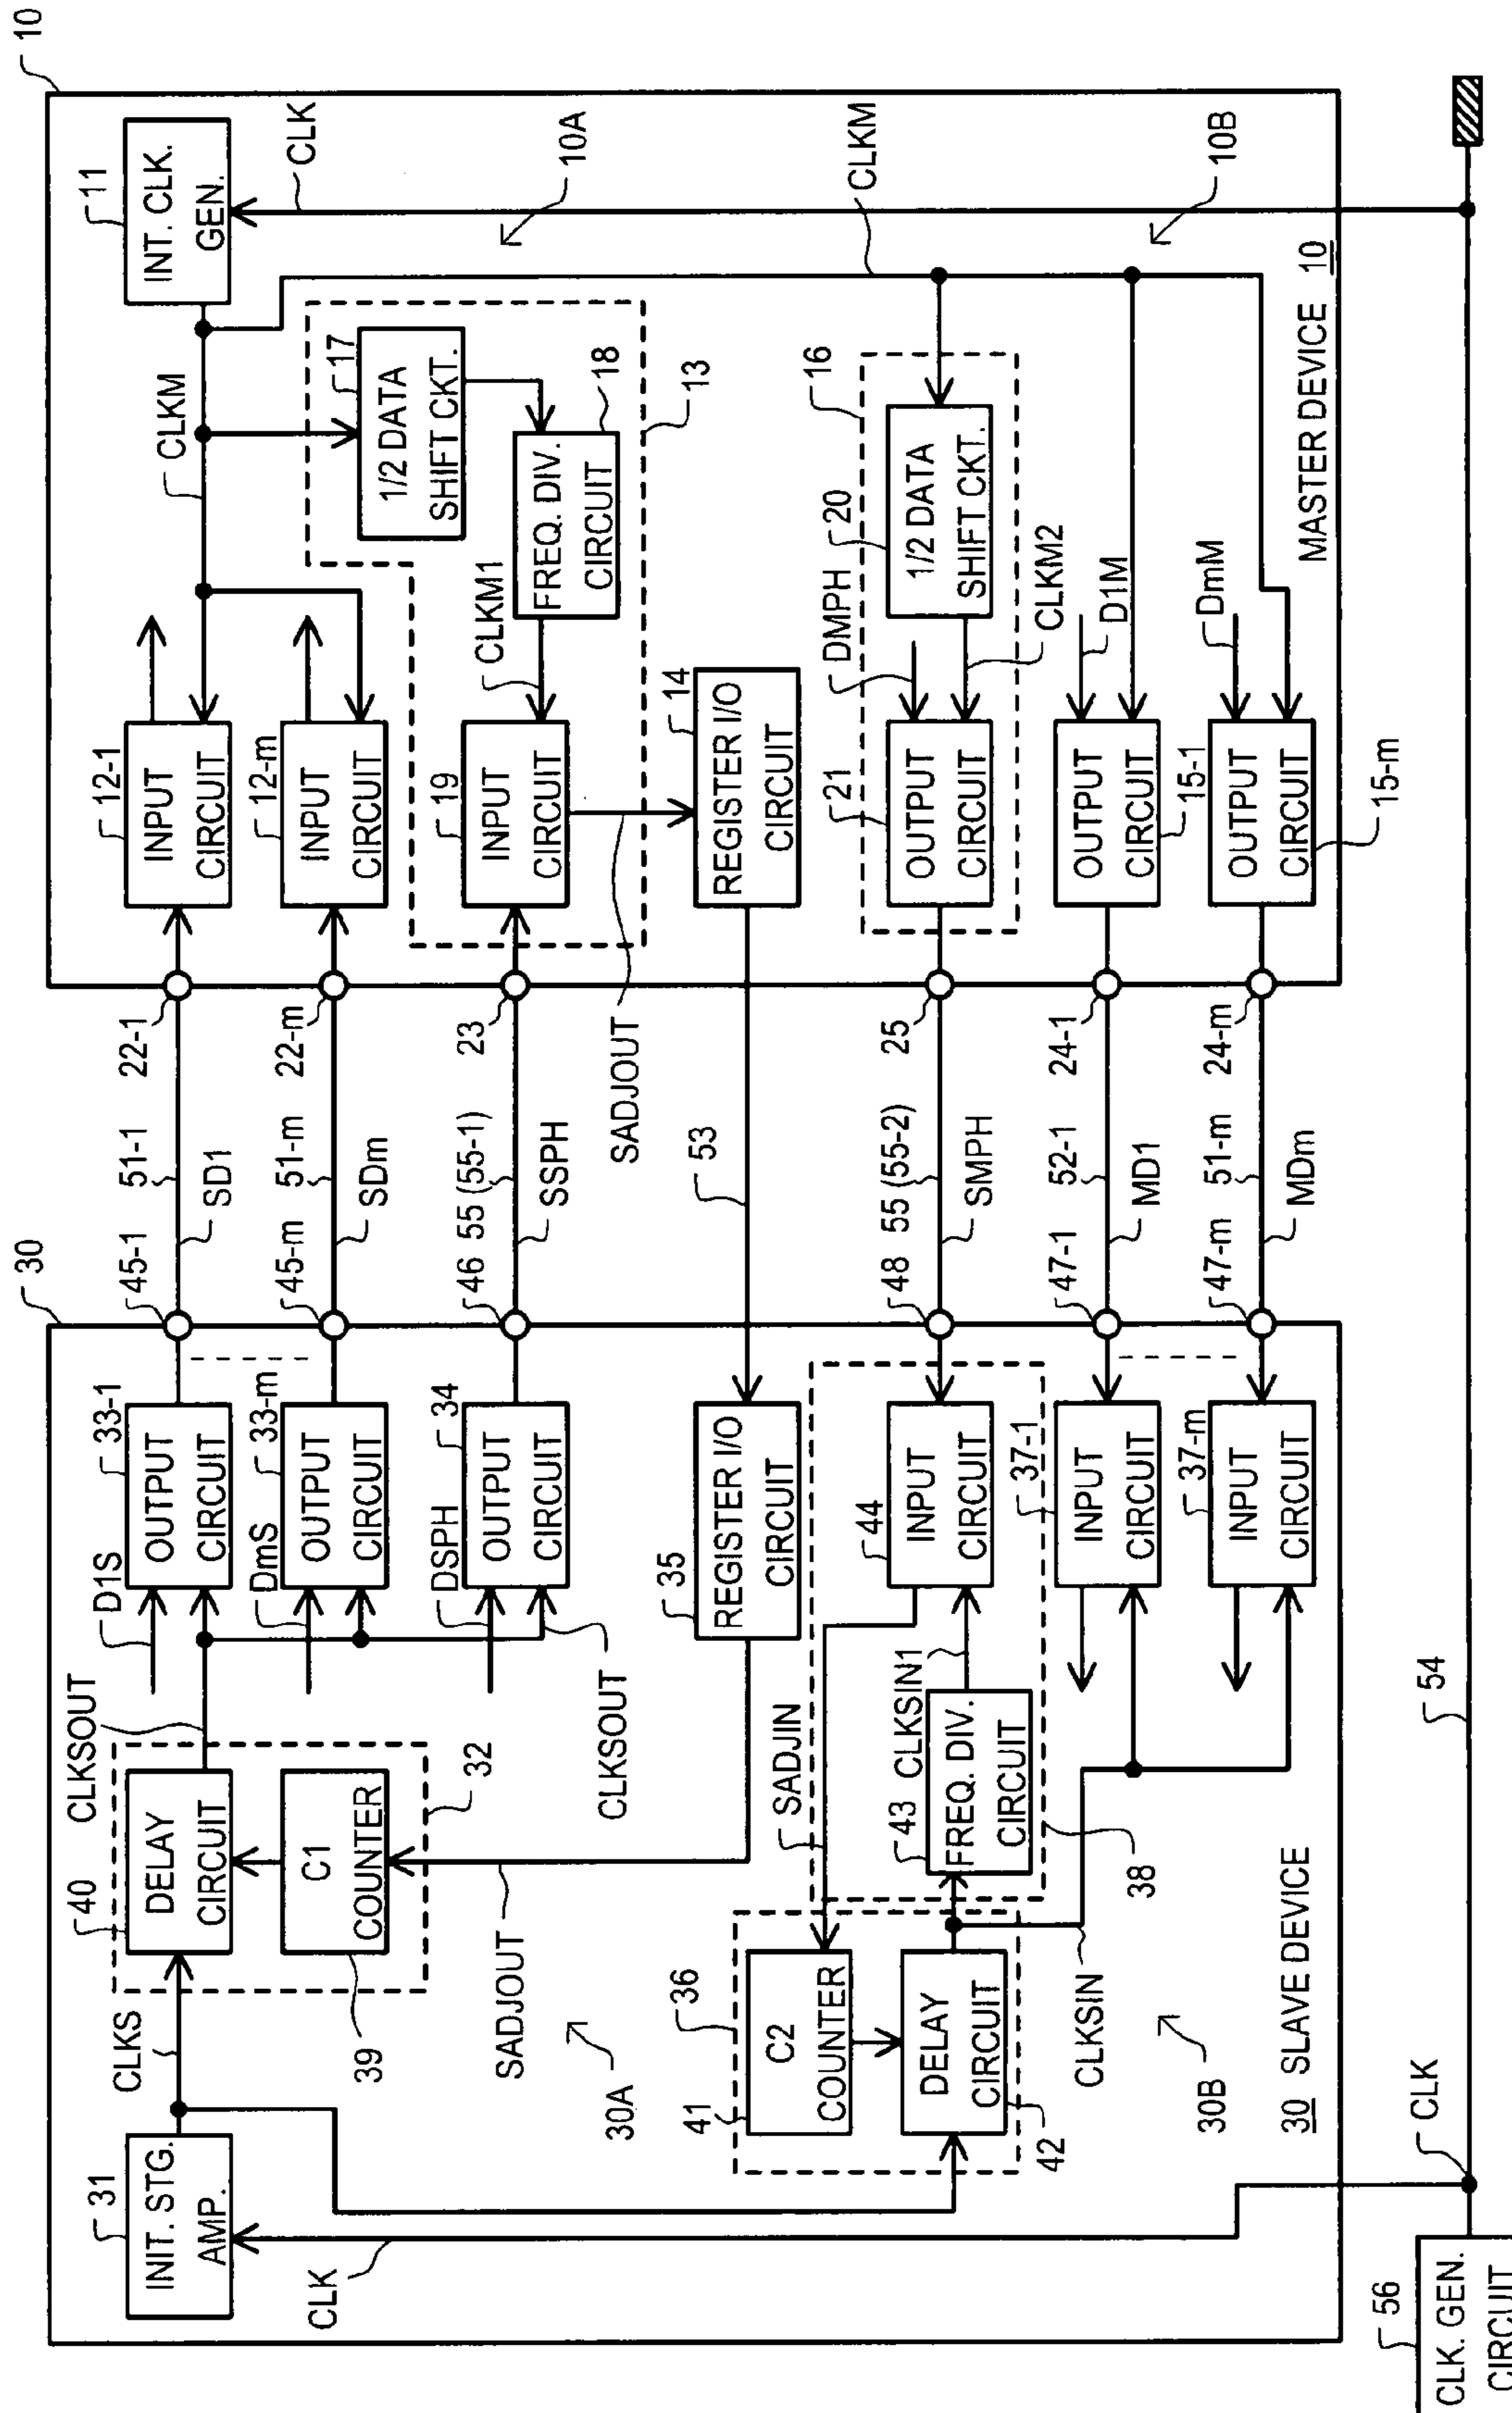 10
10
11
INT. CLK.
GEN.
CLK
CLKM
12-1
INPUT
CIRCUIT
12-m
INPUT
CIRCUIT
17
1/2 DATA
SHIFT CKT.
18
FREQ. DIV.
CIRCUIT
CLKM1
13
19
INPUT
CIRCUIT
10A
CLKM
14
REGISTER I/O
CIRCUIT
16
DMPH
20
1/2 DATA
SHIFT CKT.
CLKM2
21
OUTPUT
CIRCUIT
D1M
OUTPUT
CIRCUIT
15-1
DmM
OUTPUT
CIRCUIT
15-m
10B
MASTER DEVICE
22-1
51-1
SD1
45-1
22-m
51-m
SDm
45-m
23
55 (55-1)
SSPH
46
SADJOUT
53
25
55 (55-2)
SMPH
48
24-1
52-1
MD1
47-1
24-m
51-m
MDm
47-m
30
33-1
D1S
OUTPUT
CIRCUIT
33-m
DmS
OUTPUT
CIRCUIT
34
DSPH
OUTPUT
CIRCUIT
CLKSOUT
CLKSOUT
40
DELAY
CIRCUIT
C1
COUNTER
39
32
CLKS
31
INIT. STG.
AMP.
CLK
35
REGISTER I/O
CIRCUIT
SADJOUT
30A
44
INPUT
CIRCUIT
SADJIN
43
CLKSIN1
FREQ. DIV.
CIRCUIT
38
37-1
INPUT
CIRCUIT
37-m
INPUT
CIRCUIT
36
41
C2
COUNTER
DELAY
CIRCUIT
42
CLKSIN
30B
30 SLAVE DEVICE
54
CLK
56
CLK. GEN.
CIRCUIT